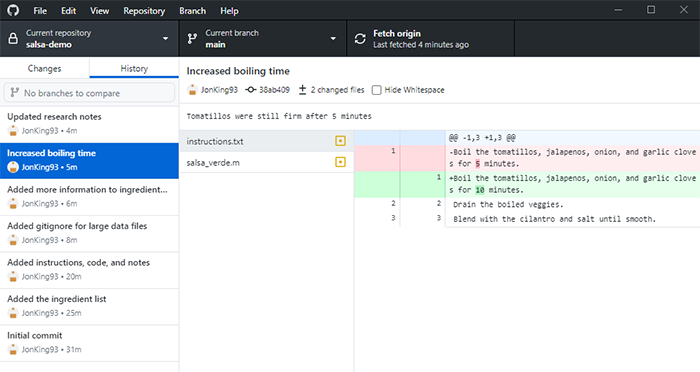 File Edit View Repository Branch Help
Current repository
salsa-demo
Current branch
main
Fetch origin
Last fetched 4 minutes ago
Changes
History
No branches to compare
Updated research notes
JonKing93 • 4m
Increased boiling time
JonKing93 • 5m
Added more information to ingredient...
JonKing93 • 6m
Added gitignore for large data files
JonKing93 • 8m
Added instructions, code, and notes
JonKing93 • 20m
Added the ingredient list
JonKing93 • 25m
Initial commit
JonKing93 • 31m
Increased boiling time
JonKing93 38ab409 2 changed files Hide Whitespace
Tomatillos were still firm after 5 minutes
instructions.txt
salsa_verde.m
@@ -1,3 +1,3 @@
1 -Boil the tomatillos, jalapenos, onion, and garlic clove
s for 5 minutes.
1 +Boil the tomatillos, jalapenos, onion, and garlic clove
s for 10 minutes.
2 2 Drain the boiled veggies.
3 3 Blend with the cilantro and salt until smooth.